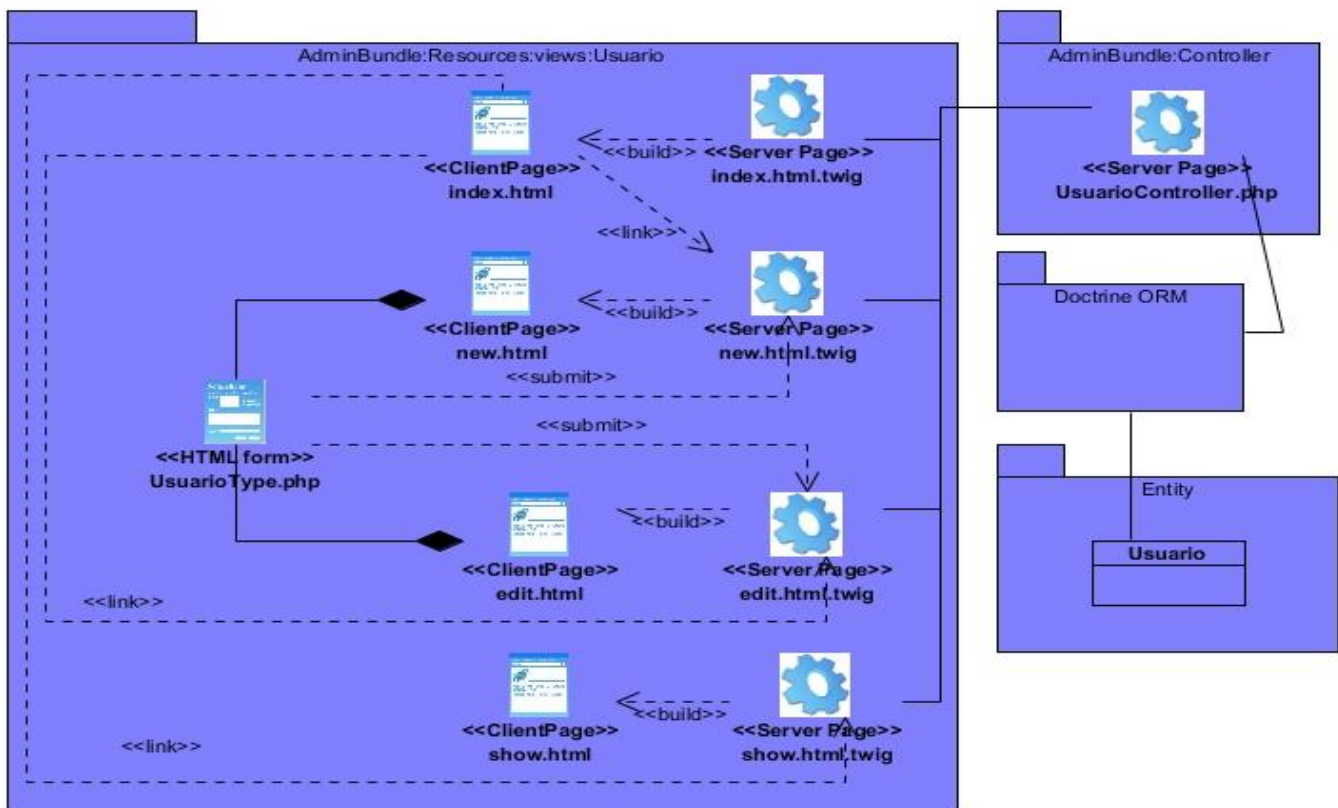 AdminBundle:Resources:views:Usuario
<<ClientPage>>
index.html
<<build>>
<<Server Page>>
index.html.twig
<<link>>
<<ClientPage>>
new.html
<<build>>
<<Server Page>>
new.html.twig
<<submit>>
<<submit>>
<<HTML form>>
UsuarioType.php
<<ClientPage>>
edit.html
<<build>>
<<Server Page>>
edit.html.twig
<<link>>
<<ClientPage>>
show.html
<<build>>
<<Server Page>>
show.html.twig
<<link>>
AdminBundle:Controller
<<Server Page>>
UsuarioController.php
Doctrine ORM
Entity
Usuario